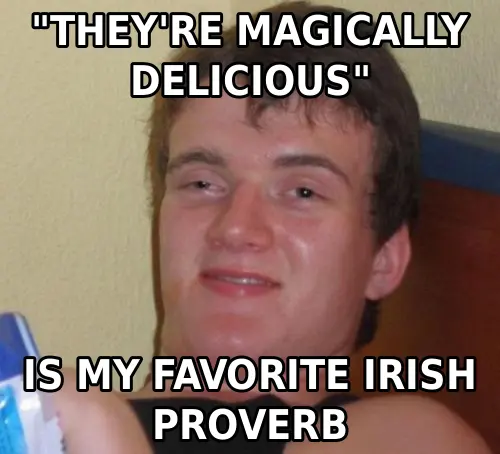 "THEY'RE MAGICALLY
DELICIOUS"
IS MY FAVORITE IRISH
PROVERB